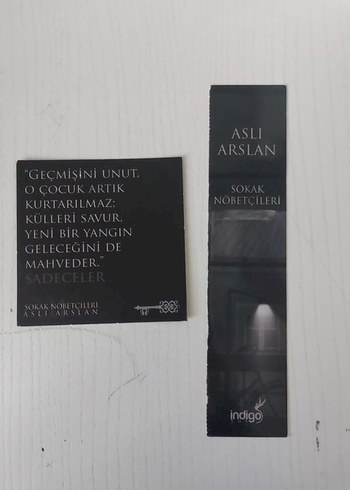 "GEÇMİŞİNİ UNUT,
O ÇOCUK ARTIK
KURTARILMAZ;
KÜLLERİ SAVUR,
YENİ BİR YANGIN
GELECEĞİNİ DE
MAHVEDER."
SADECELER
SOKAK NÖBETÇİLERİ
ASLI ARSLAN
ASLI
ARSLAN
SOKAK
NÖBETÇİLERİ
indigo